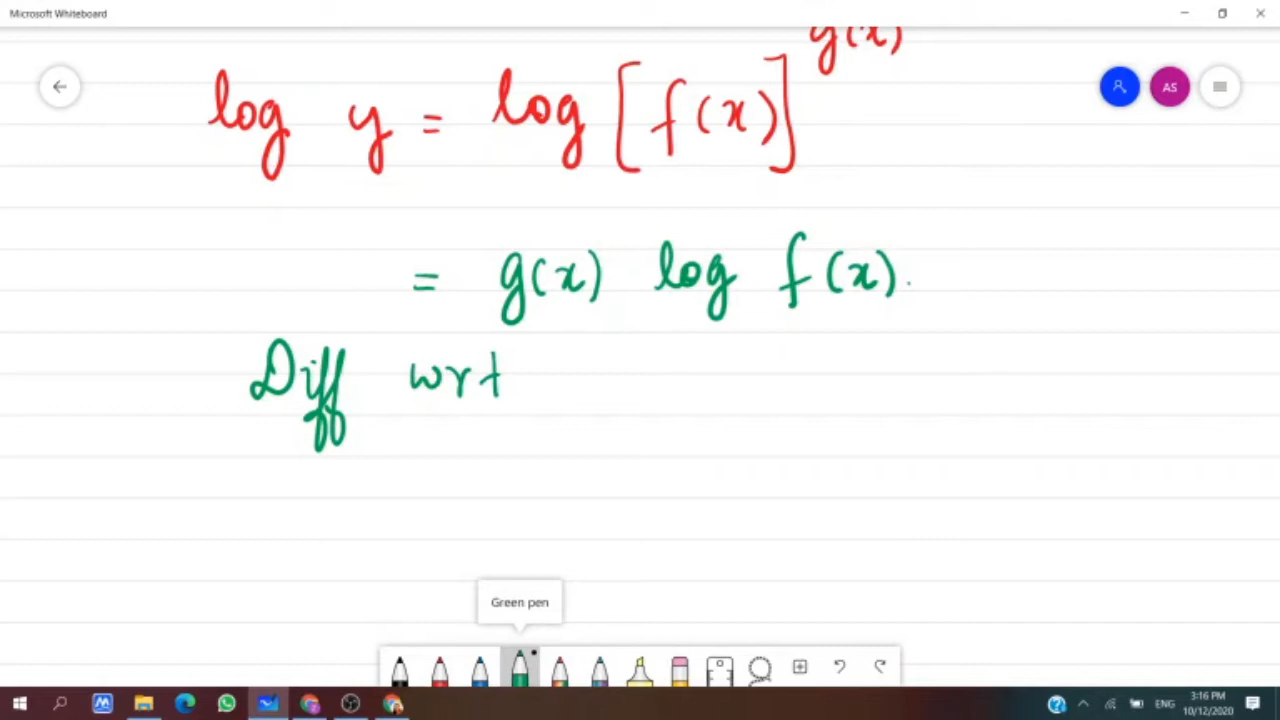 Microsoft Whiteboard
g(x)
log y = log [f(x)]
AS
= g(x) log f(x).
Diff wrt
Green pen
ENG
3:16 PM
10/12/2020